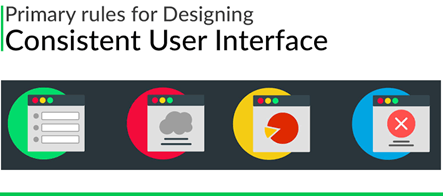 Primary rules for Designing
Consistent User Interface